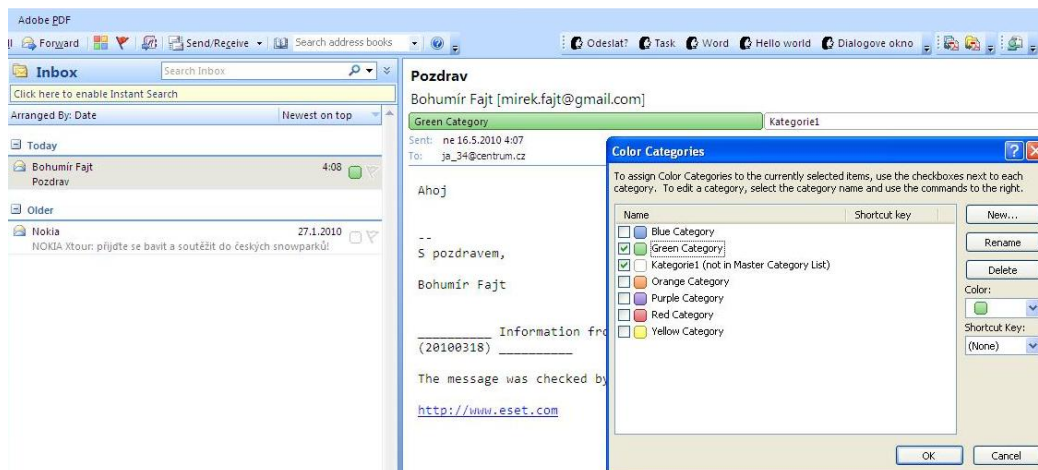 Adobe PDF
Forward Send/Receive Search address books Odeslat? Task Word Hello world Dialogove okno
Inbox Search Inbox
Click here to enable Instant Search
Arranged By: Date Newest on top
Today
Bohumír Fajt 4:08
Pozdrav
Older
Nokia 27.1.2010
NOKIA Xtour: přijďte se bavit a soutěžit do českých snowparků!
Pozdrav
Bohumír Fajt [mirek.fajt@gmail.com]
Green Category Kategorie1
Sent: ne 16.5.2010 4:07
To: ja_34@centrum.cz
Ahoj
--
S pozdravem,
Bohumír Fajt
__________ Information fro
(20100318) __________
The message was checked by
http://www.eset.com
Color Categories
To assign Color Categories to the currently selected items, use the checkboxes next to each
category. To edit a category, select the category name and use the commands to the right.
Name Shortcut key
Blue Category
Green Category
Kategorie1 (not in Master Category List)
Orange Category
Purple Category
Red Category
Yellow Category
New...
Rename
Delete
Color:
Shortcut Key:
(None)
OK Cancel